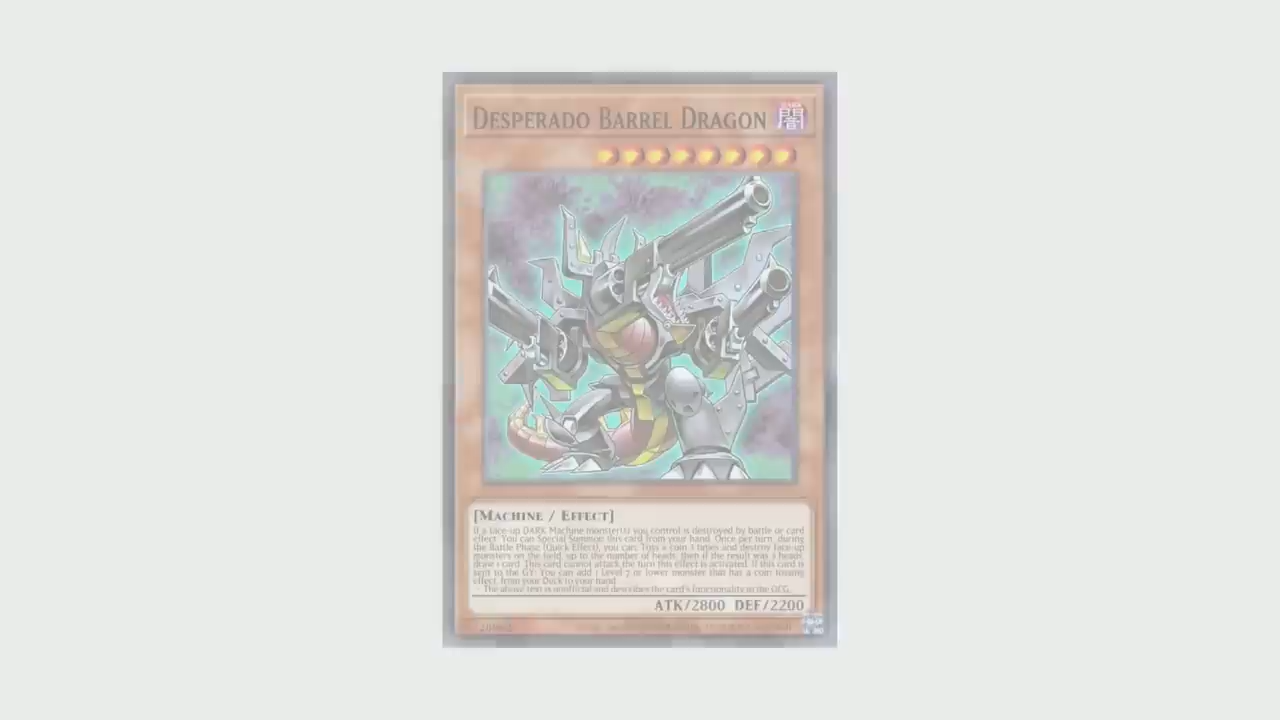 DESPERADO BARREL DRAGON
闇
[MACHINE / EFFECT]
If a face-up DARK Machine monster(s) you control is destroyed by battle or card
effect: You can Special Summon this card from your hand. Once per turn, during
the Battle Phase (Quick Effect), you can: Toss a coin 3 times and destroy face-up
monsters on the field, up to the number of heads, then if the result was 3 heads,
draw 1 card. This card cannot attack the turn this effect is activated. If this card is
sent to the GY: You can add 1 Level 7 or lower monster that has a coin tossing
effect, from your Deck to your hand.
- The above text is unofficial and describes the card's functionality in the OCG.
ATK/2800 DEF/2200